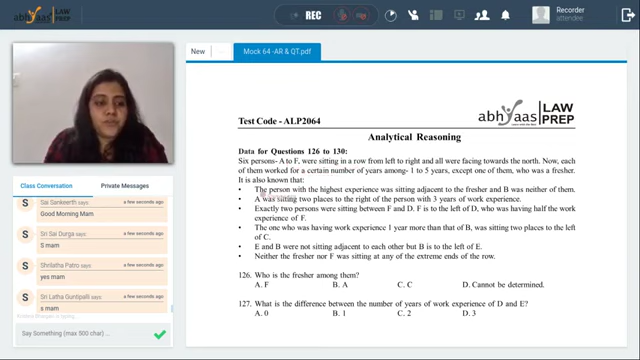 abhyaas LAW PREP
REC
Recorder
attendee
New
Mock 64 -AR & QT.pdf
Test Code - ALP2064
abhyaas LAW PREP
Analytical Reasoning
Data for Questions 126 to 130:
Six persons- A to F, were sitting in a row from left to right and all were facing towards the north. Now, each
of them worked for a certain number of years among- 1 to 5 years, except one of them, who was a fresher.
It is also known that:
• The person with the highest experience was sitting adjacent to the fresher and B was neither of them.
• A was sitting two places to the right of the person with 3 years of work experience.
• Exactly two persons were sitting between F and D. F is to the left of D, who was having half the work
experience of F.
• The one who was having work experience 1 year more than that of B, was sitting two places to the left
of C.
• E and B were not sitting adjacent to each other but B is to the left of E.
• Neither the fresher nor F was sitting at any of the extreme ends of the row.
126. Who is the fresher among them?
A. F B. A C. C D. Cannot be determined.
127. What is the difference between the number of years of work experience of D and E?
A. 0 B. 1 C. 2 D. 3
Class Conversation Private Messages
S Sai Sankeerth says: a few seconds ago
Good Morning Mam
S Sri Sai Durga says: a few seconds ago
S mam
S Shrilatha Patro says: a few seconds ago
yes mam
S Sri Latha Guntipalli says: a few seconds ago
s mam
Say Something (max 500 char) ...